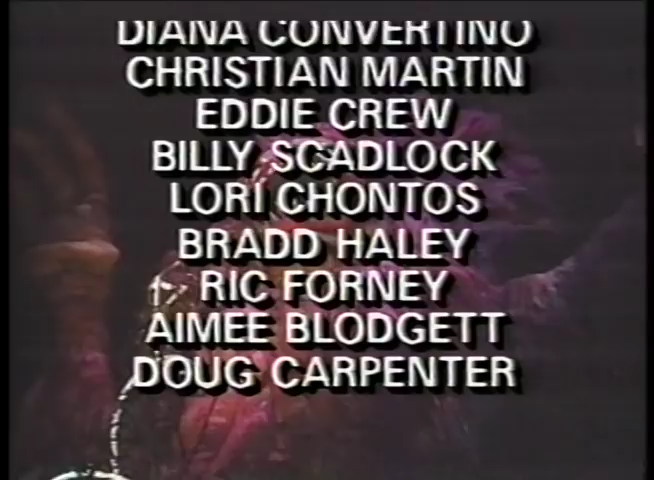 DIANA CONVERTINO
CHRISTIAN MARTIN
EDDIE CREW
BILLY SCADLOCK
LORI CHONTOS
BRADD HALEY
RIC FORNEY
AIMEE BLODGETT
DOUG CARPENTER